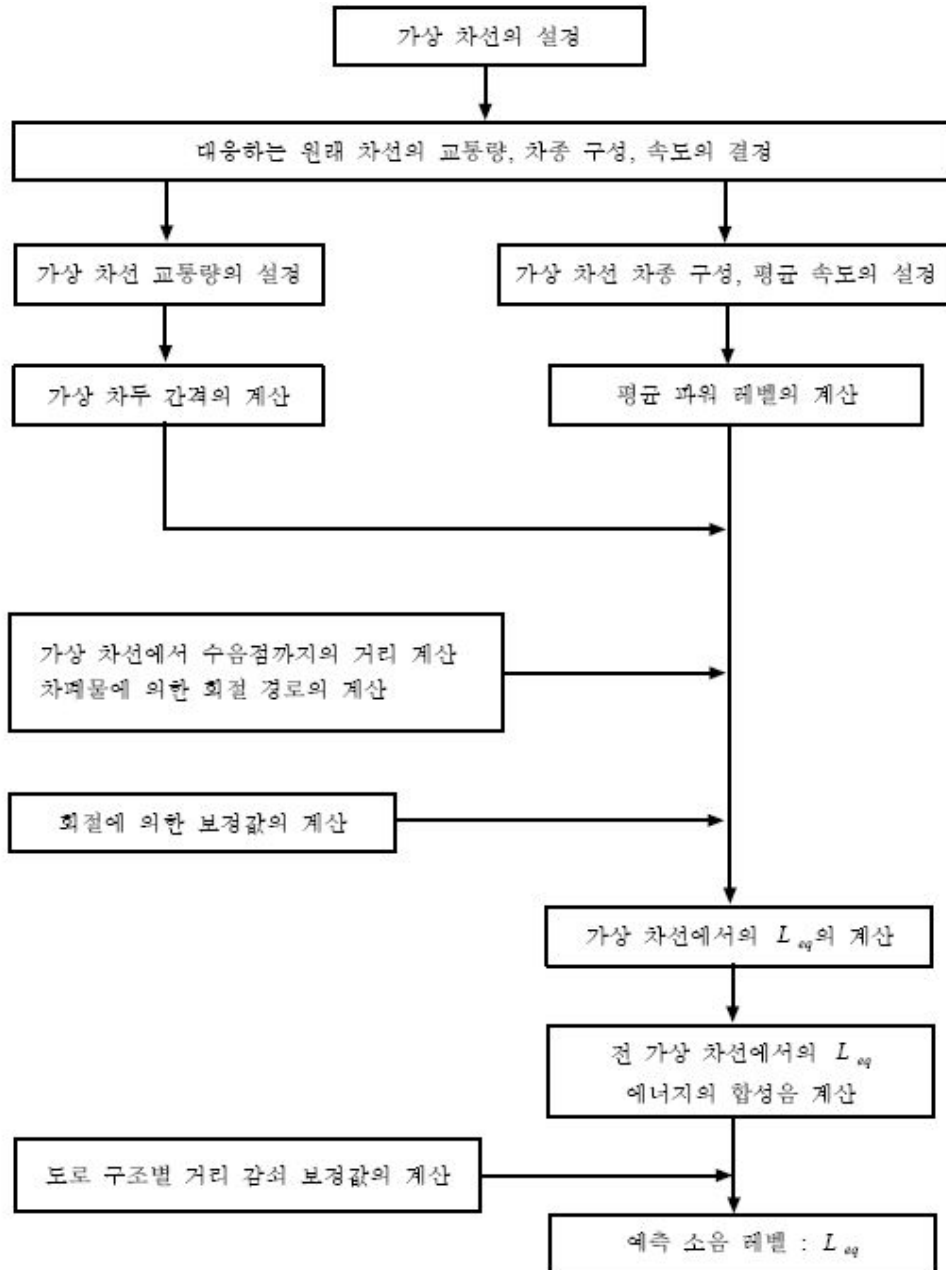 가상 차선의 설정
대응하는 원래 차선의 교통량, 차종 구성, 속도의 결정
가상 차선 교통량의 설정
가상 차선 차종 구성, 평균 속도의 설정
가상 차두 간격의 계산
평균 파워 레벨의 계산
가상 차선에서 수음점까지의 거리 계산
차폐물에 의한 회절 경로의 계산
회절에 의한 보정값의 계산
가상 차선에서의 L eq의 계산
전 가상 차선에서의 L eq
에너지의 합성음 계산
도로 구조별 거리 감쇠 보정값의 계산
예측 소음 레벨 : L eq